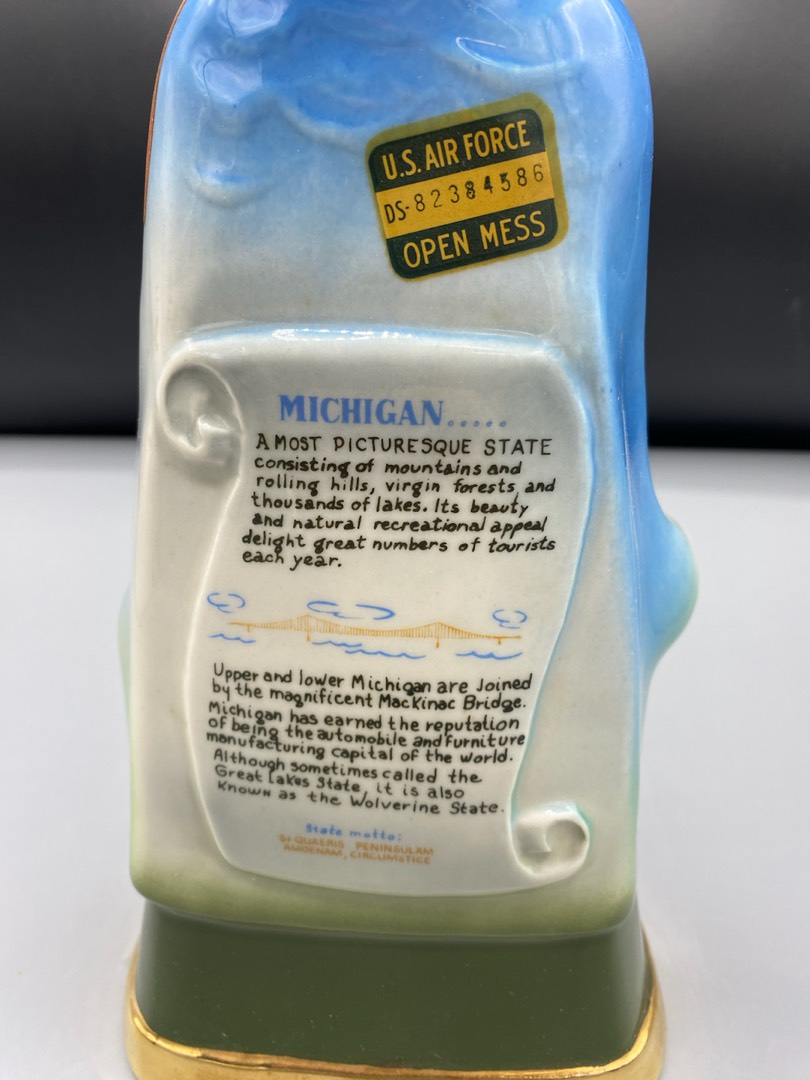 U.S. AIR FORCE
DS-82384586
OPEN MESS
MICHIGAN.....
A MOST PICTURESQUE STATE
consisting of mountains and
rolling hills, virgin forests and
thousands of lakes. Its beauty
and natural recreational appeal
delight great numbers of tourists
each year.
Upper and lower Michigan are Joined
by the magnificent Mackinac Bridge.
Michigan has earned the reputation
of being the automobile and furniture
manufacturing capital of the world.
Although sometimes called the
Great Lakes State, it is also
Known as the Wolverine State.
State motto:
SI QUAERIS PENINSULAM
AMOENAM, CIRCUMSTICE